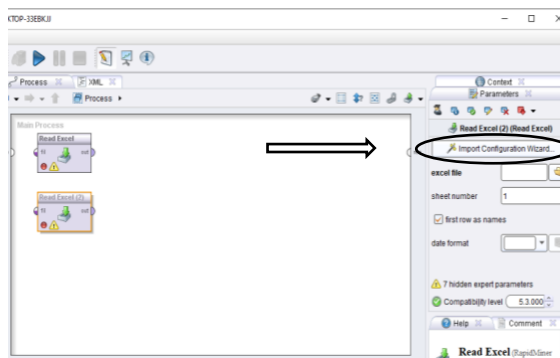 KTOP-33EBKJI
Process
XML
Process
Context
Parameters
Main Process
Read Excel
fil
out
Read Excel (2)
fil
out
Read Excel (2) (Read Excel)
Import Configuration Wizard...
excel file
sheet number 1
first row as names
date format
7 hidden expert parameters
Compatibility level 5.3.000
Help
Comment
Read Excel (RapidMiner